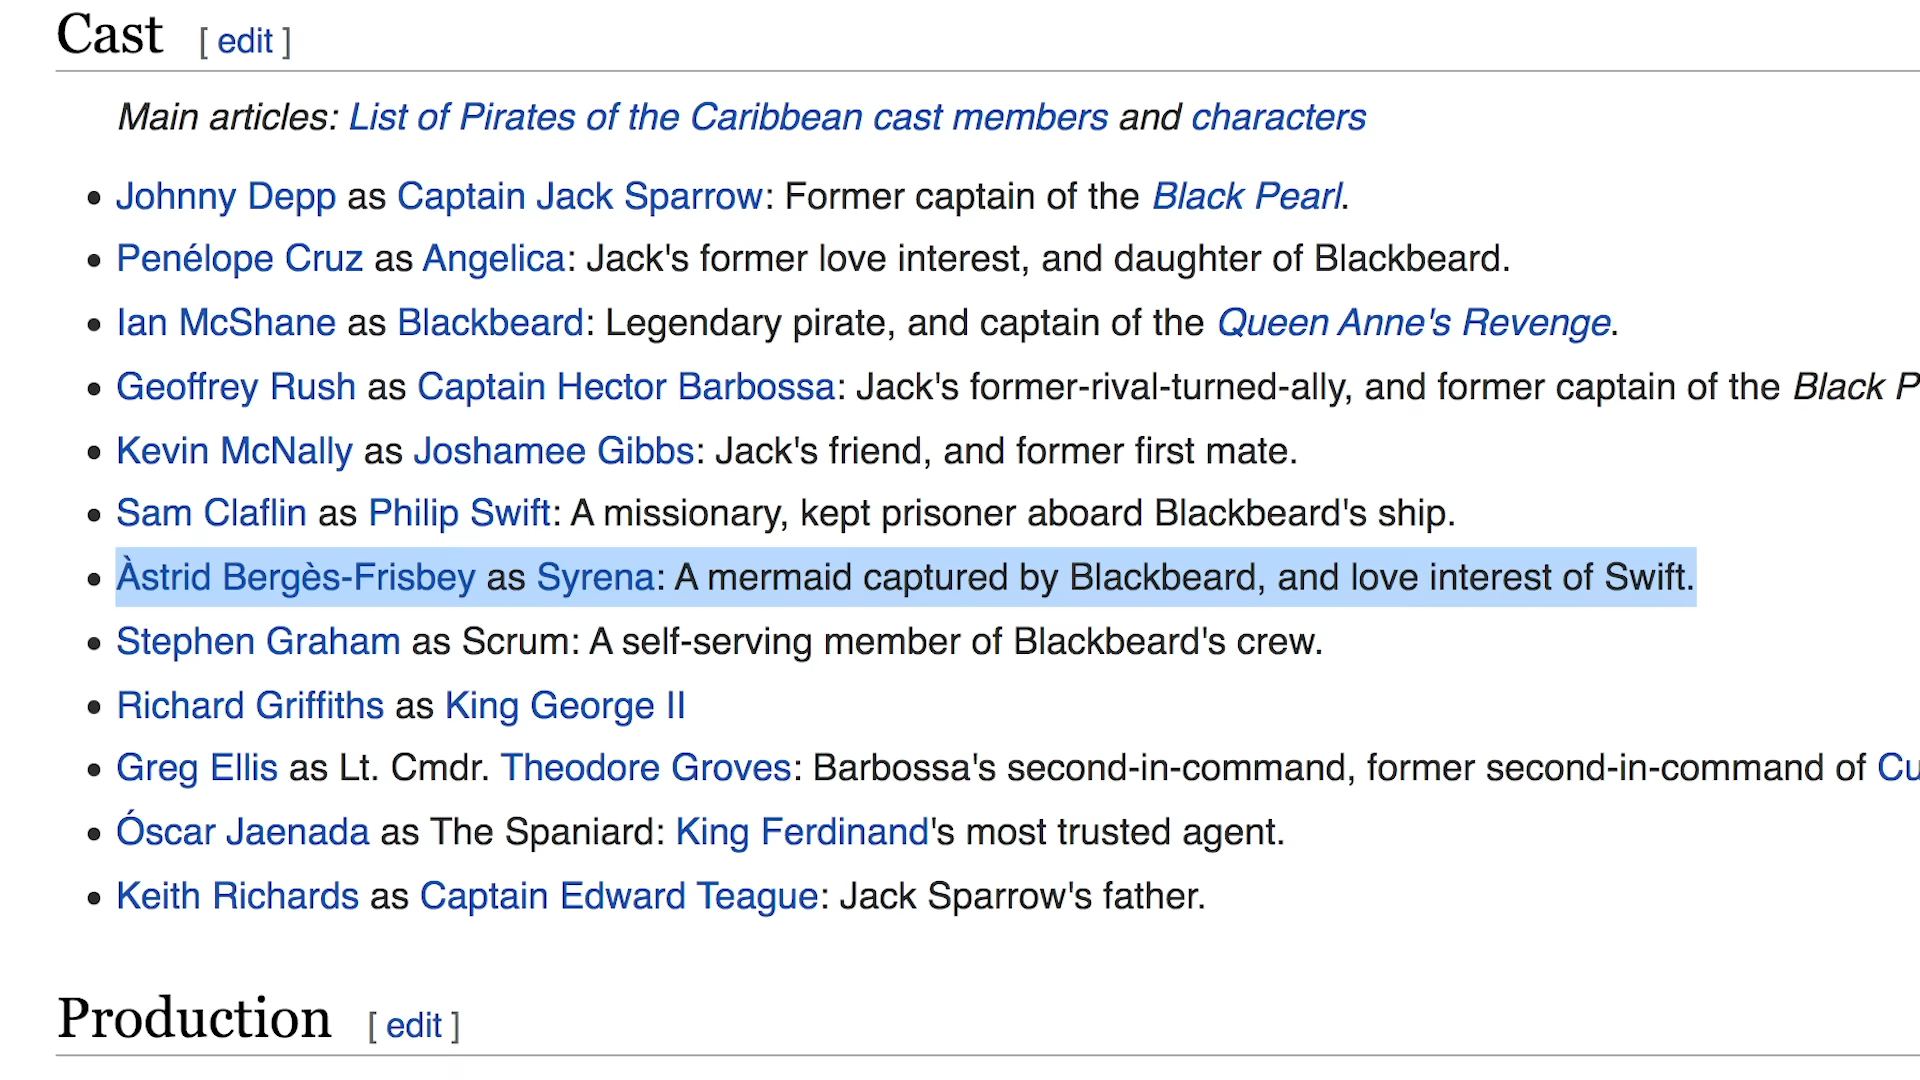 Cast [ edit ]
Main articles: List of Pirates of the Caribbean cast members and characters
• Johnny Depp as Captain Jack Sparrow: Former captain of the Black Pearl.
• Penélope Cruz as Angelica: Jack's former love interest, and daughter of Blackbeard.
• Ian McShane as Blackbeard: Legendary pirate, and captain of the Queen Anne's Revenge.
• Geoffrey Rush as Captain Hector Barbossa: Jack's former-rival-turned-ally, and former captain of the Black P
• Kevin McNally as Joshamee Gibbs: Jack's friend, and former first mate.
• Sam Claflin as Philip Swift: A missionary, kept prisoner aboard Blackbeard's ship.
• Àstrid Bergès-Frisbey as Syrena: A mermaid captured by Blackbeard, and love interest of Swift.
• Stephen Graham as Scrum: A self-serving member of Blackbeard's crew.
• Richard Griffiths as King George II
• Greg Ellis as Lt. Cmdr. Theodore Groves: Barbossa's second-in-command, former second-in-command of Cu
• Óscar Jaenada as The Spaniard: King Ferdinand's most trusted agent.
• Keith Richards as Captain Edward Teague: Jack Sparrow's father.
Production [ edit ]